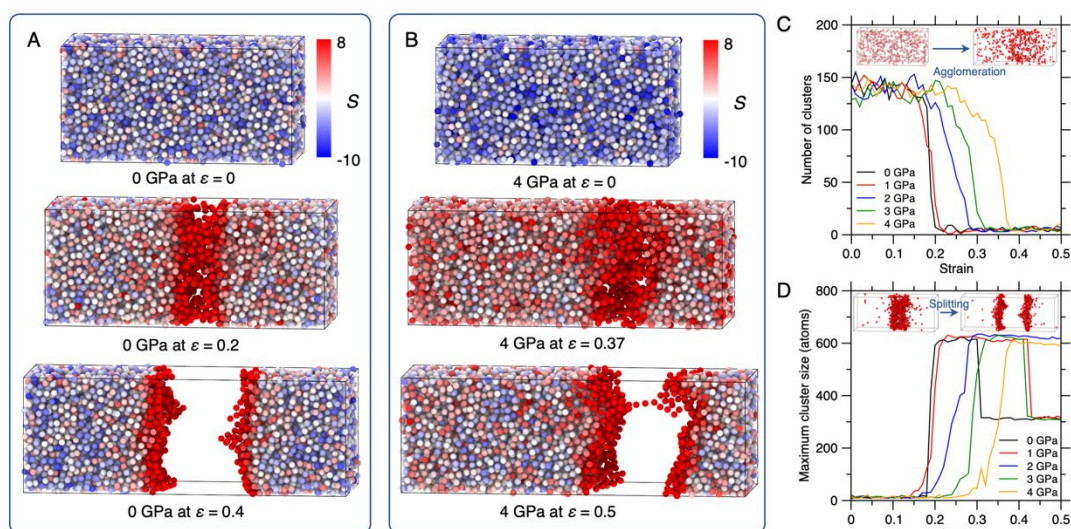 A
8
S
-10
0 GPa at ε = 0
0 GPa at ε = 0.2
0 GPa at ε = 0.4
B
8
S
-10
4 GPa at ε = 0
4 GPa at ε = 0.37
4 GPa at ε = 0.5
C
200
150
100
50
0
Number of clusters
Agglomeration
0 GPa
1 GPa
2 GPa
3 GPa
4 GPa
0.0 0.1 0.2 0.3 0.4 0.5
Strain
D
800
600
400
200
0
Maximum cluster size (atoms)
Splitting
0 GPa
1 GPa
2 GPa
3 GPa
4 GPa
0.0 0.1 0.2 0.3 0.4 0.5